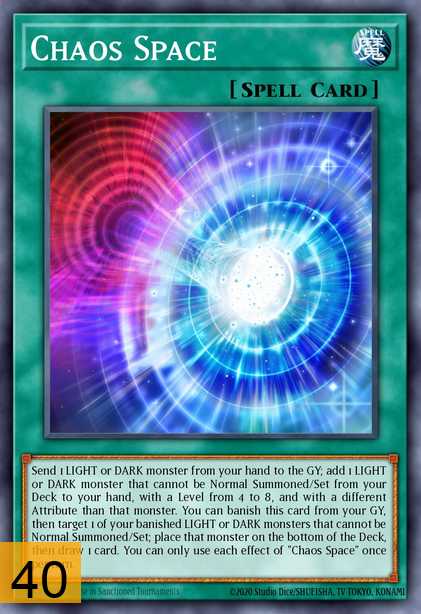 Chaos Space
SPELL
魔
[Spell Card]
Send 1 LIGHT or DARK monster from your hand to the GY; add 1 LIGHT
or DARK monster that cannot be Normal Summoned/Set from your
Deck to your hand, with a Level from 4 to 8, and with a different
Attribute than that monster. You can banish this card from your GY,
then target 1 of your banished LIGHT or DARK monsters that cannot be
Normal Summoned/Set; place that monster on the bottom of the Deck,
then draw 1 card. You can only use each effect of "Chaos Space" once
40
Use in Sanctioned Tournaments
©2020 Studio Dice/SHUEISHA, TV TOKYO, KONAMI